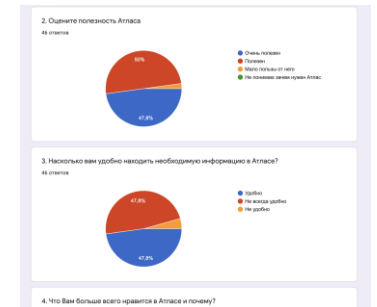 2. Оцените полезность Атласа
46 ответов
Очень полезен
Полезен
Мало пользы от него
Не понимаю зачем нужен Атлас
50%
47,8%
3. Насколько вам удобно находить необходимую информацию в Атласе?
46 ответов
Удобно
Не всегда удобно
Не удобно
47,8%
47,8%
4. Что Вам больше всего нравится в Атласе и почему?